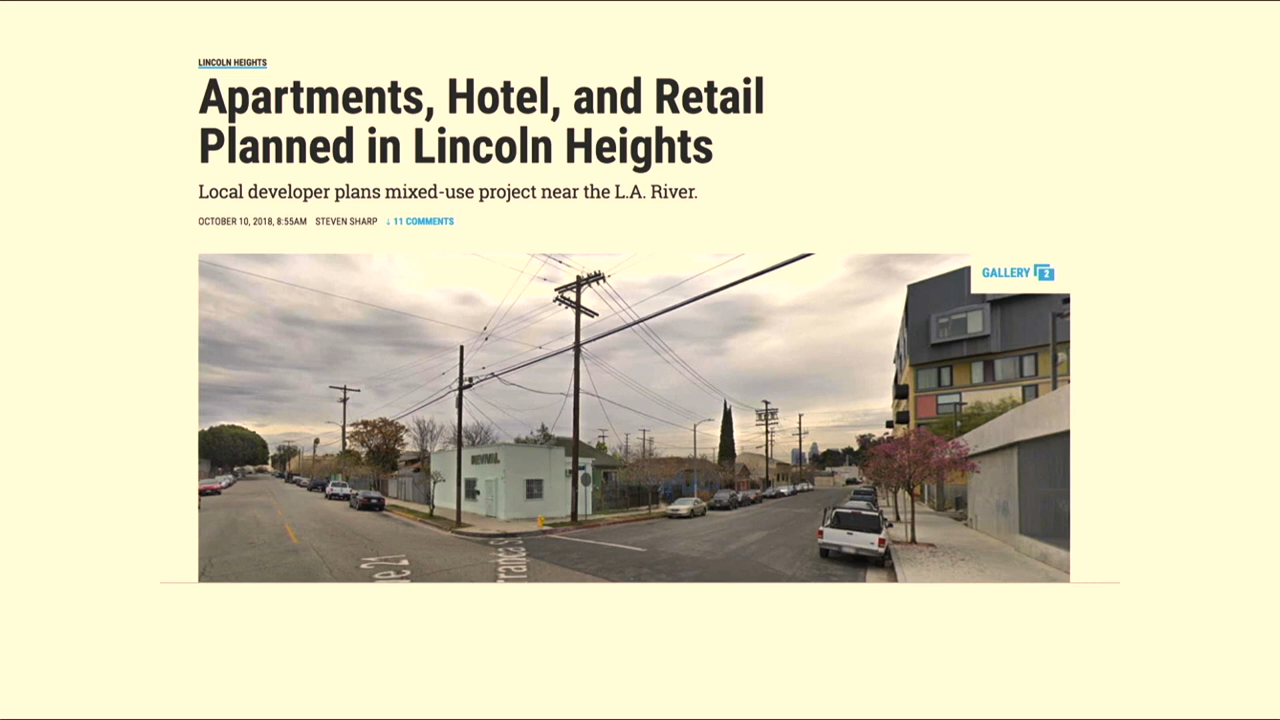 LINCOLN HEIGHTS
Apartments, Hotel, and Retail
Planned in Lincoln Heights
Local developer plans mixed-use project near the L.A. River.
OCTOBER 10, 2018, 8:55AM STEVEN SHARP ↓ 11 COMMENTS
GALLERY 2